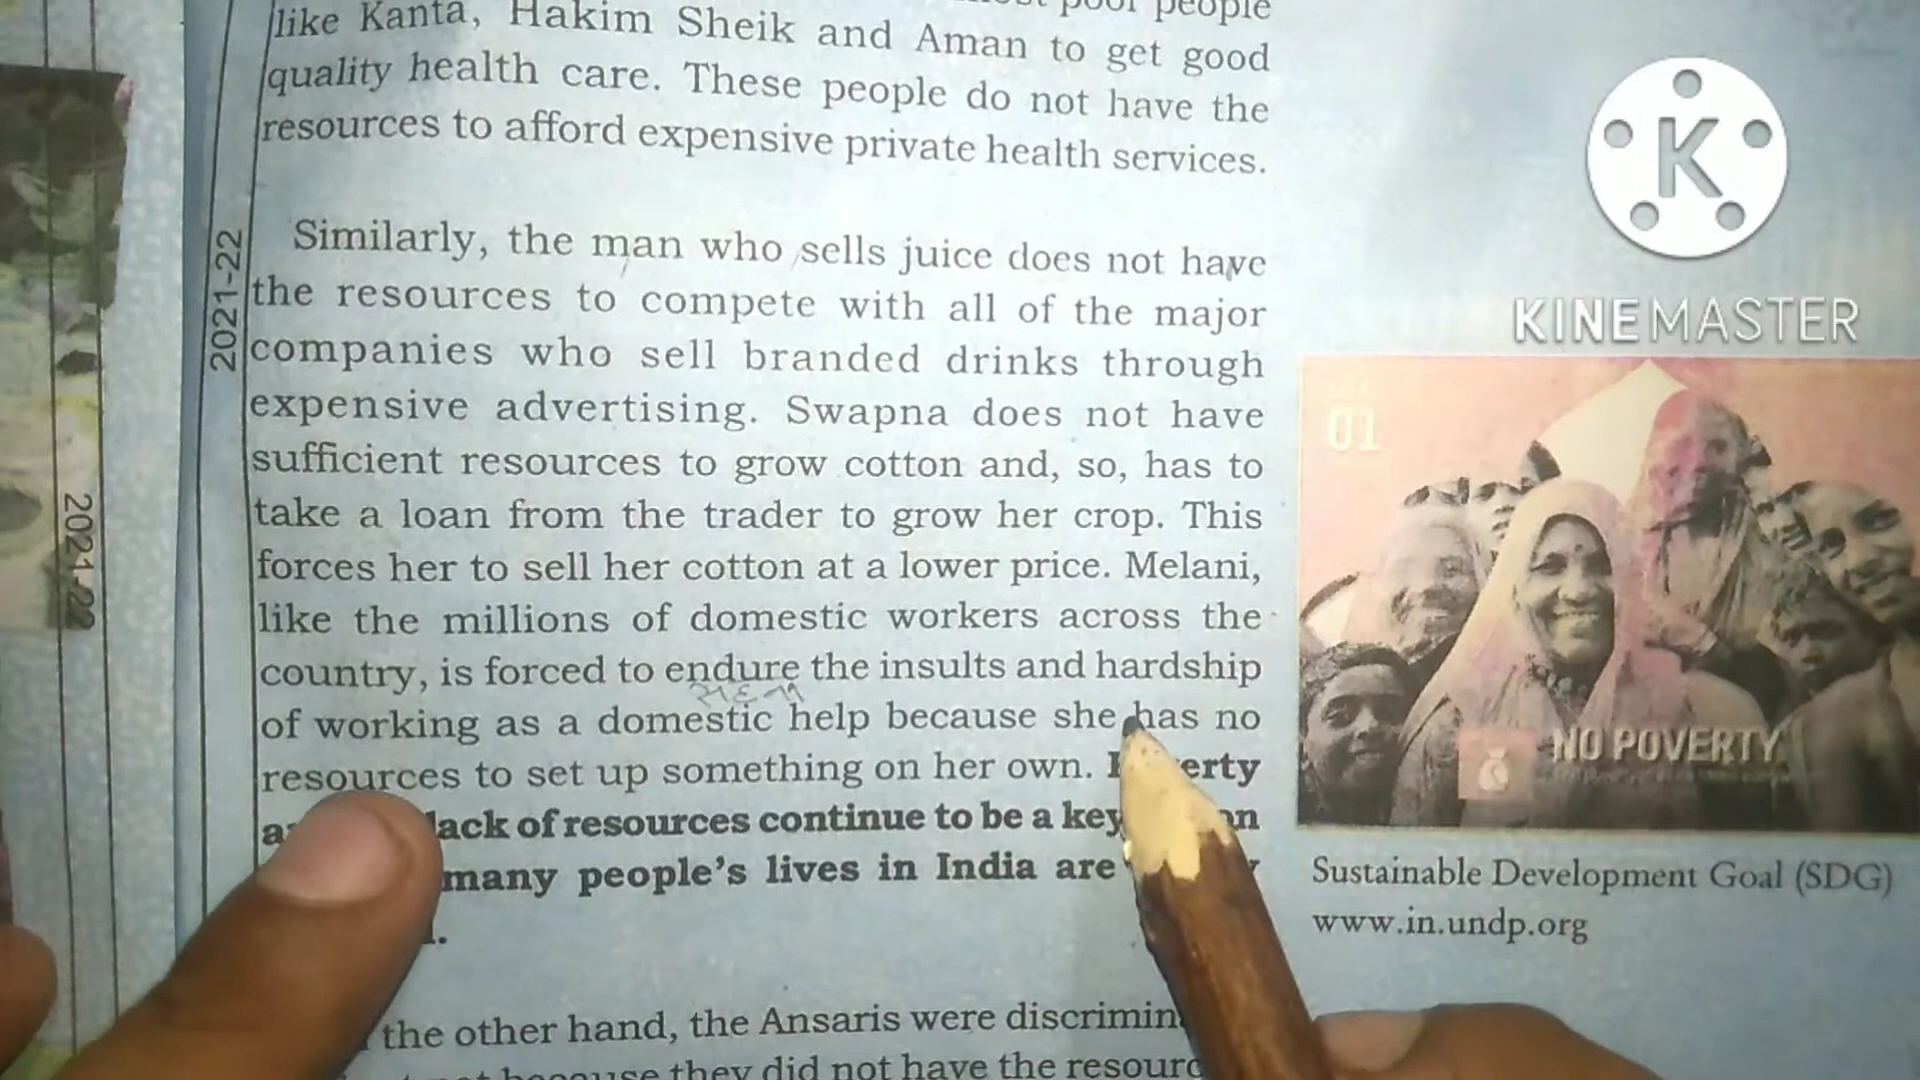 poor people
like Kanta, Hakim Sheik and Aman to get good
quality health care. These people do not have the
resources to afford expensive private health services.
Similarly, the man who sells juice does not have
the resources to compete with all of the major
companies who sell branded drinks through
expensive advertising. Swapna does not have
sufficient resources to grow cotton and, so, has to
take a loan from the trader to grow her crop. This
forces her to sell her cotton at a lower price. Melani,
like the millions of domestic workers across the
country, is forced to endure the insults and hardship
of working as a domestic help because she has no
resources to set up something on her own.
lack of resources continue to be a key
many people's lives in India are
the other hand, the Ansaris were
they did not have the
2021-22
2021-22
K
KINEMASTER
01
NO POVERTY
Sustainable Development Goal (SDG)
www.in.undp.org